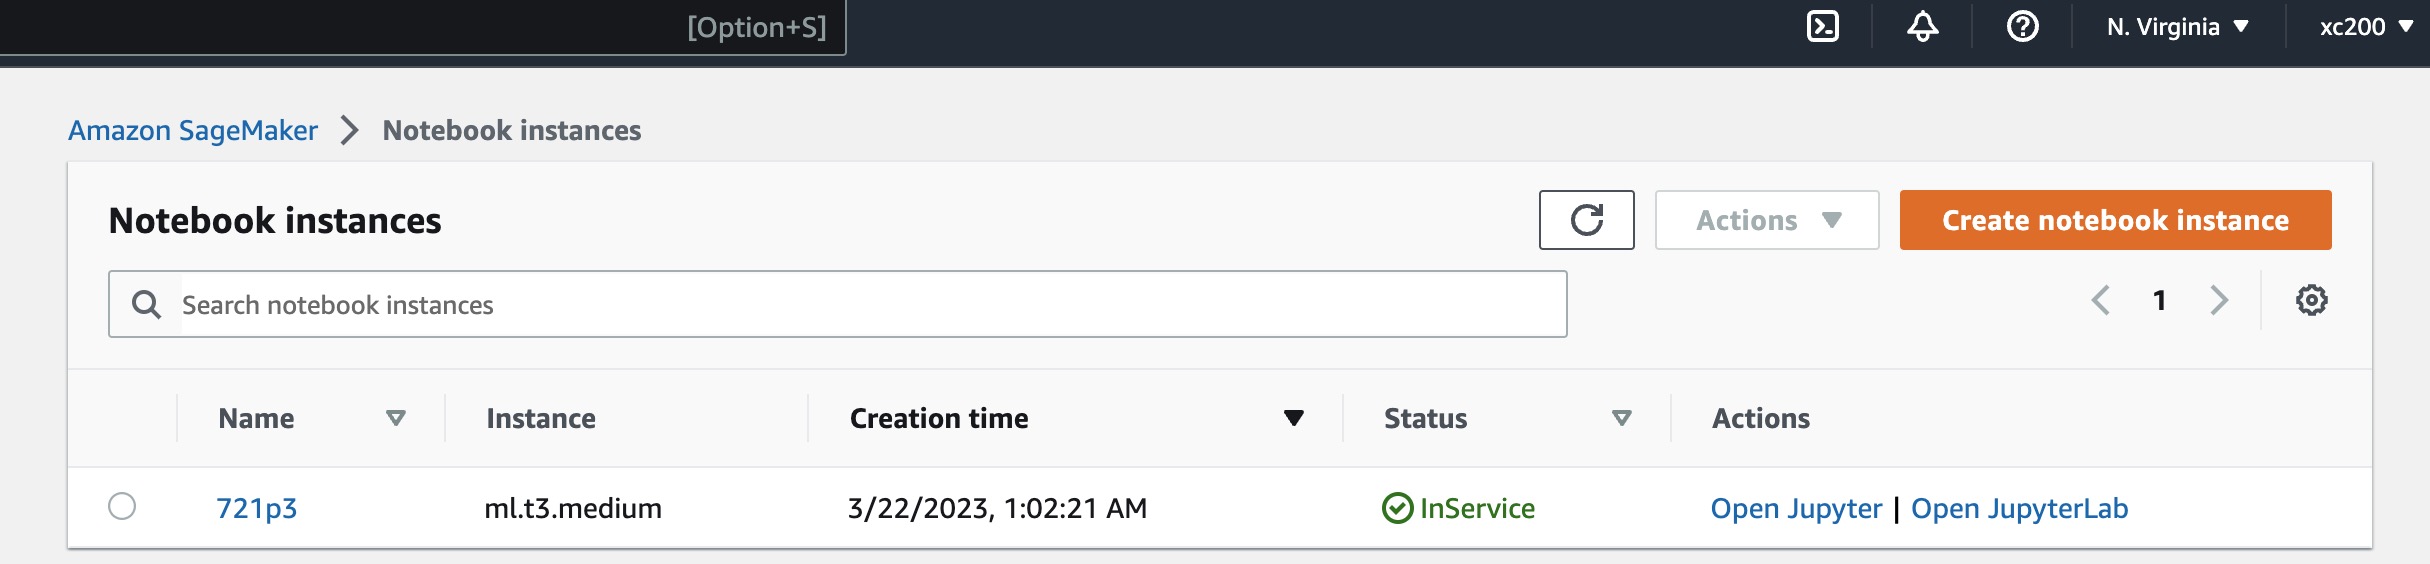 [Option+S] N. Virginia xc200
Amazon SageMaker Notebook instances
Notebook instances Actions Create notebook instance
Search notebook instances 1
Name Instance Creation time Status Actions
721p3 ml.t3.medium 3/22/2023, 1:02:21 AM InService Open Jupyter | Open JupyterLab